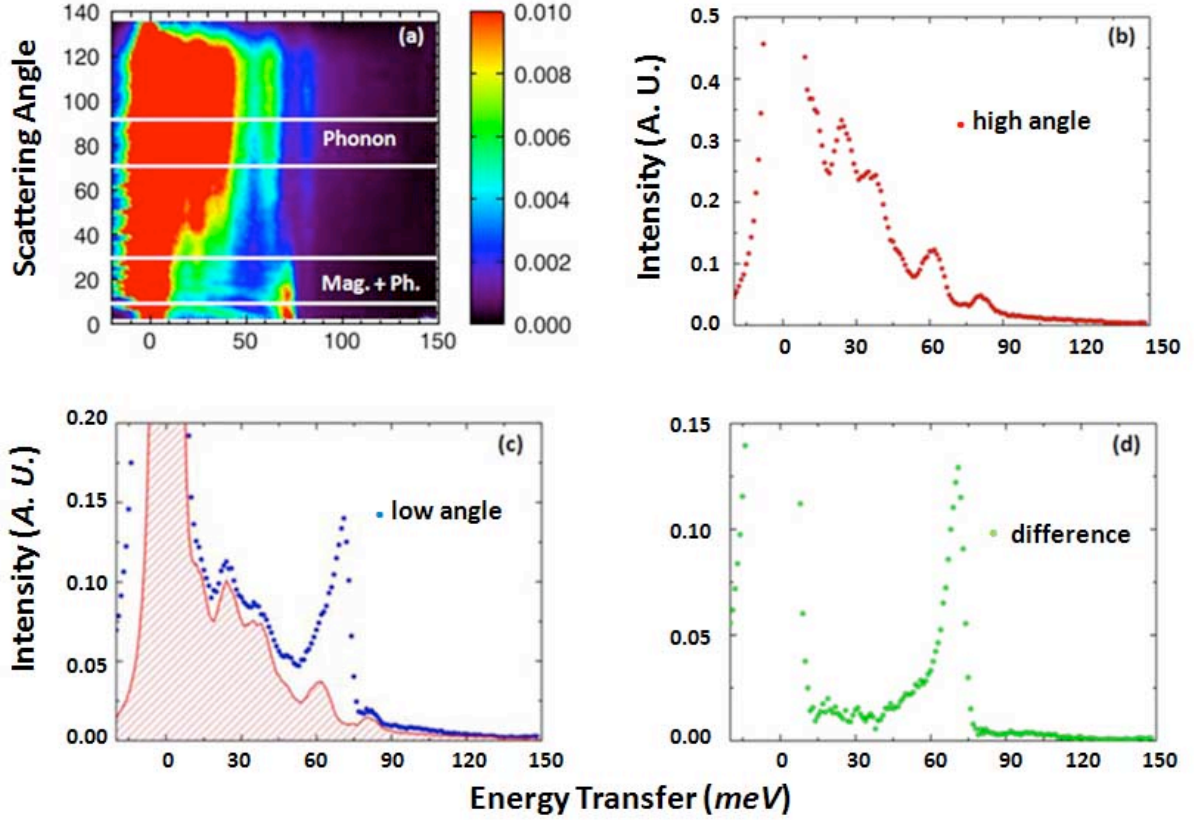 (a)
Scattering Angle
140
120
100
80
60
40
20
0
Phonon
Mag. + Ph.
0 50 100 150
0.010
0.008
0.006
0.004
0.002
0.000
(b)
Intensity (A. U.)
0.5
0.4
0.3
0.2
0.1
0.0
high angle
0 30 60 90 120 150
(c)
Intensity (A. U.)
0.20
0.15
0.10
0.05
0.00
low angle
0 30 60 90 120 150
(d)
0.15
0.10
0.05
0.00
difference
0 30 60 90 120 150
Energy Transfer (meV)